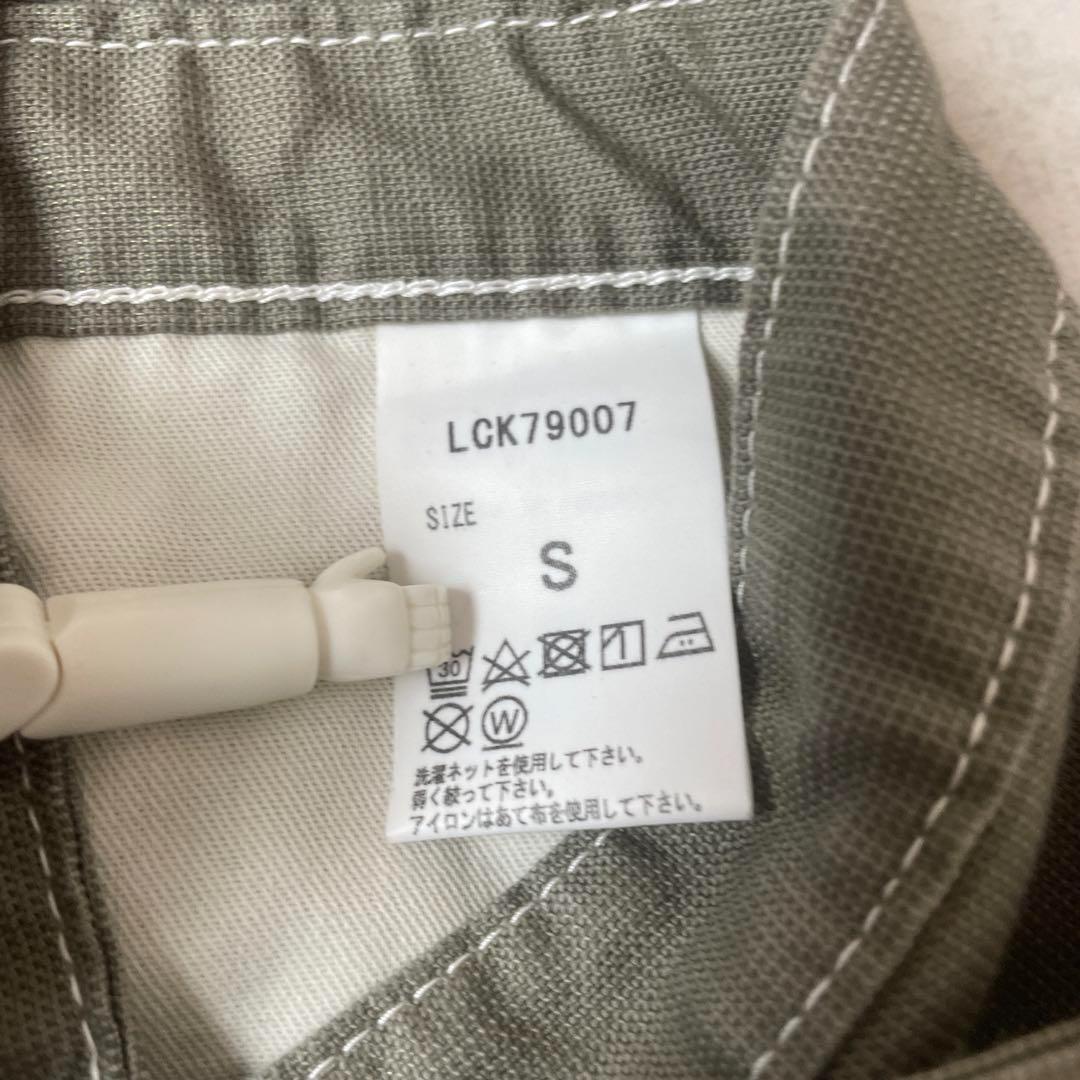 LCK79007
SIZE
S
30
W
洗濯ネットを使用して下さい。
弱く絞って下さい。
アイロンはあて布を使用して下さい。